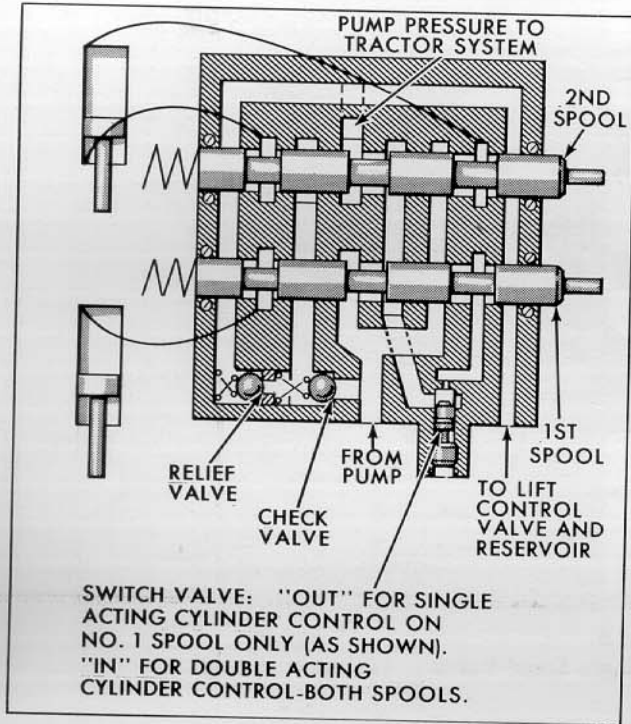 PUMP PRESSURE TO
TRACTOR SYSTEM
2ND
SPOOL
1ST
SPOOL
RELIEF
VALVE
CHECK
VALVE
FROM
PUMP
TO LIFT
CONTROL
VALVE AND
RESERVOIR
SWITCH VALVE: "OUT" FOR SINGLE
ACTING CYLINDER CONTROL ON
NO. 1 SPOOL ONLY (AS SHOWN).
"IN" FOR DOUBLE ACTING
CYLINDER CONTROL-BOTH SPOOLS.